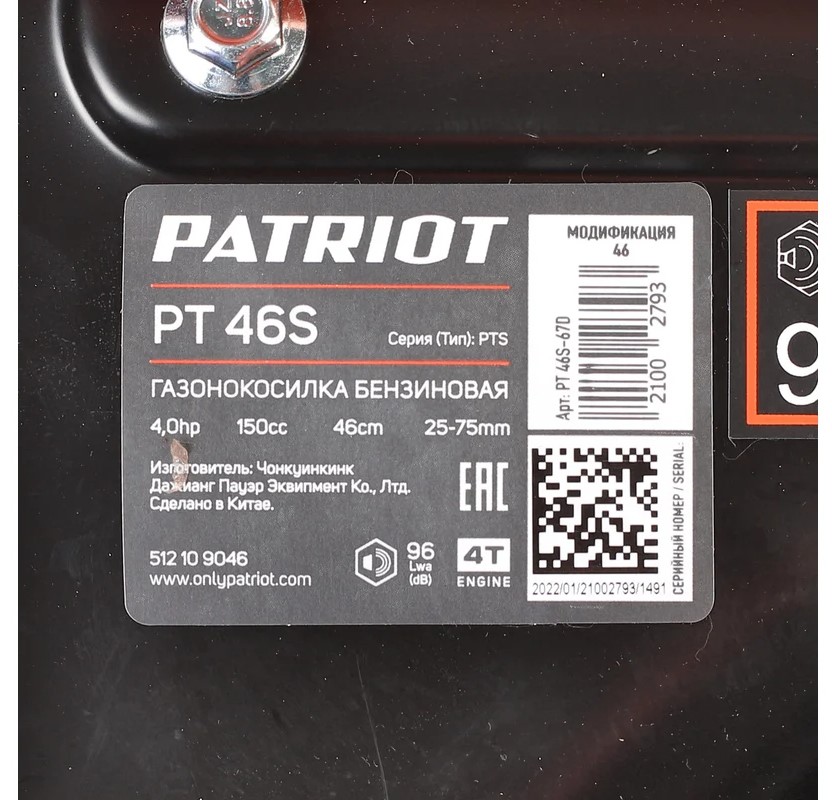 PATRIOT
PT 46S
Серия (Тип): PTS
ГАЗОНОКОСИЛКА БЕНЗИНОВАЯ
4,0hp 150cc 46cm 25-75mm
Изготовитель: Чонкуинкинк
Дажианг Пауэр Эквипмент Ко., Лтд.
Сделано в Китае.
EAC
512 10 9046
www.onlypatriot.com
96
Lwa
(dB)
4T
ENGINE
МОДИФИКАЦИЯ
46
Арт: PT 46S-67D
2100 2793
2022/01/21002793/1491
СЕРИЙНЫЙ НОМЕР / SERIAL:
9